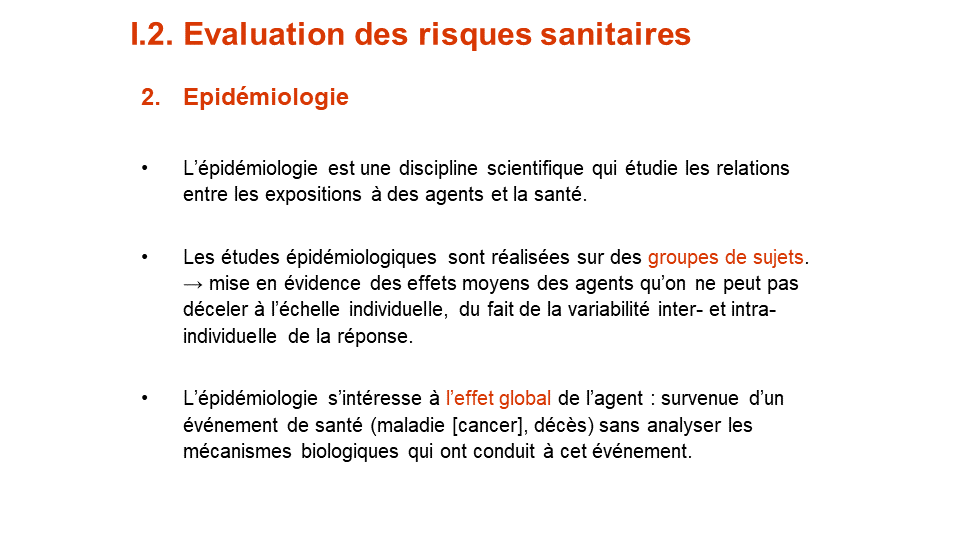 I.2. Evaluation des risques sanitaires
2. Epidémiologie
• L’épidémiologie est une discipline scientifique qui étudie les relations
entre les expositions à des agents et la santé.
• Les études épidémiologiques sont réalisées sur des groupes de sujets.
→ mise en évidence des effets moyens des agents qu’on ne peut pas
déceler à l’échelle individuelle, du fait de la variabilité inter- et intra-
individuelle de la réponse.
• L’épidémiologie s’intéresse à l’effet global de l’agent : survenue d’un
événement de santé (maladie [cancer], décès) sans analyser les
mécanismes biologiques qui ont conduit à cet événement.